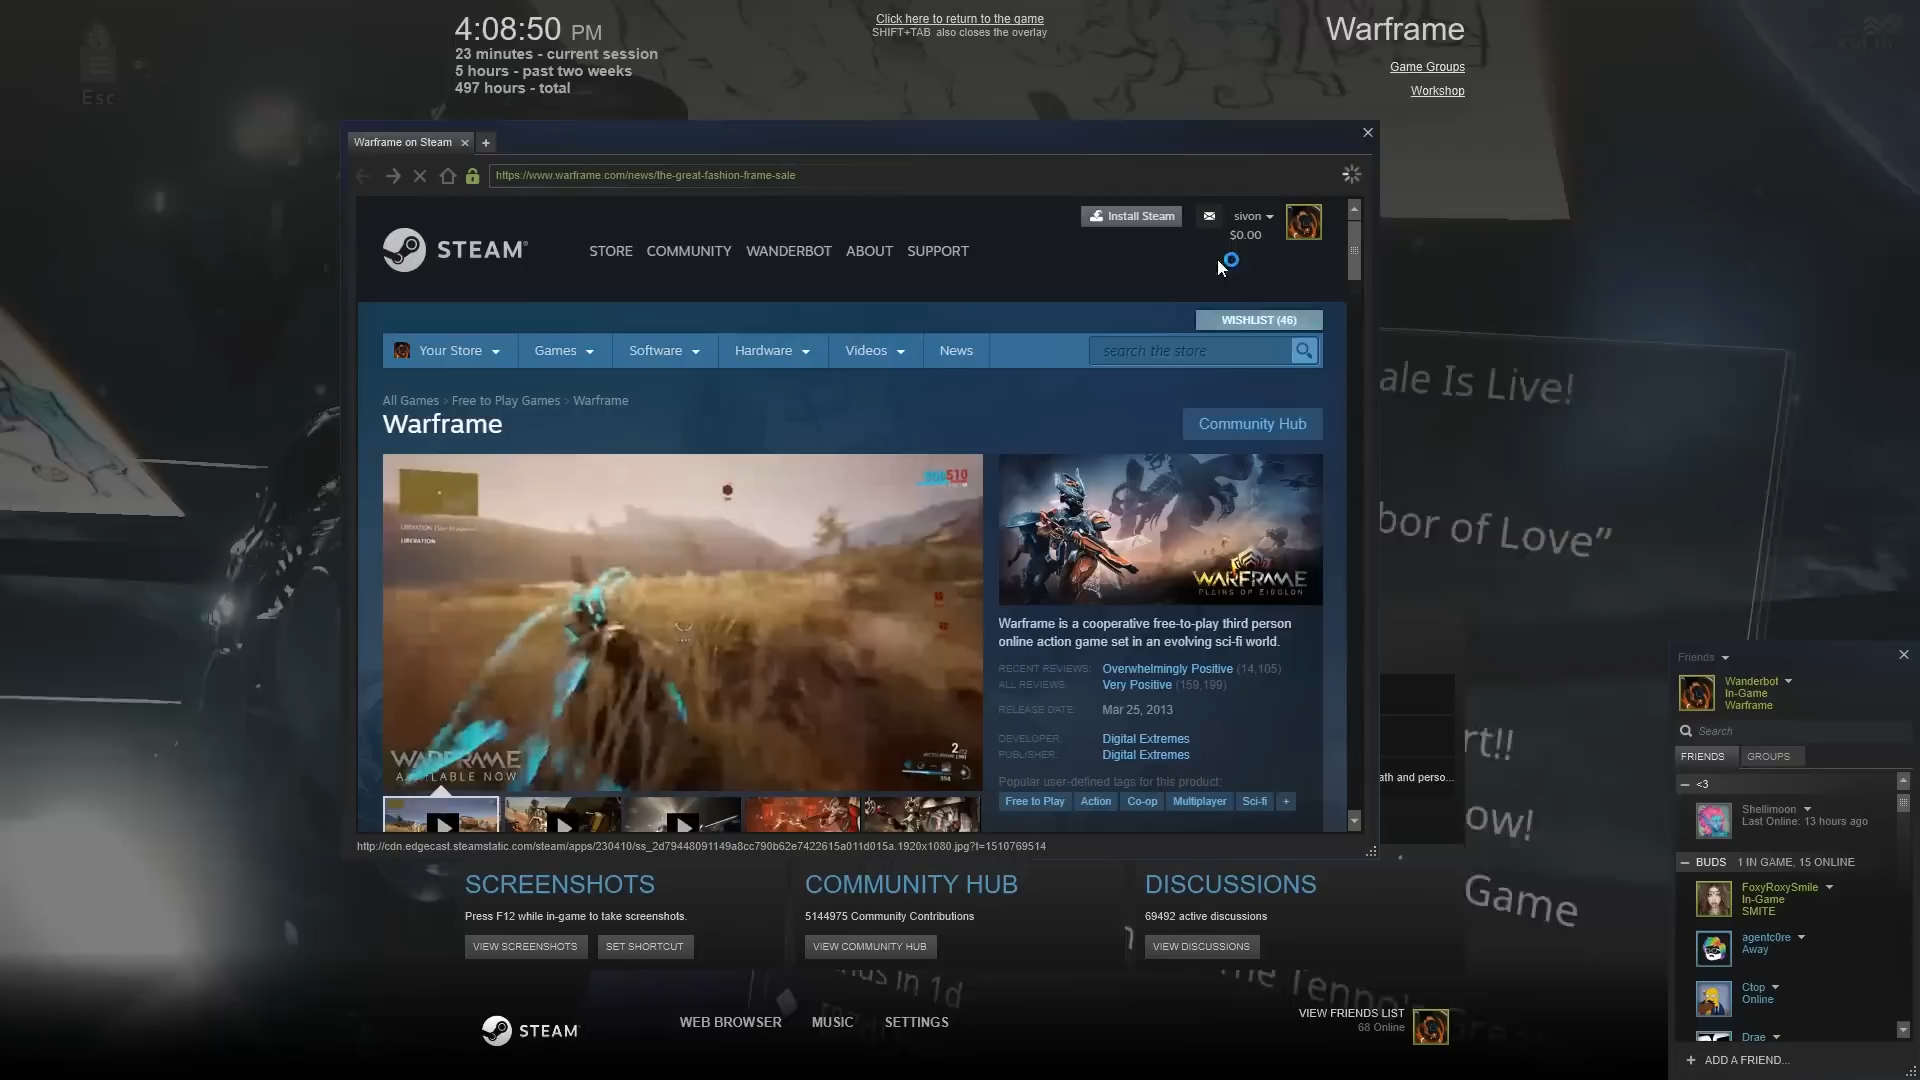 4:08:50 PM
23 minutes - current session
5 hours - past two weeks
497 hours - total
Click here to return to the game
SHIFT+TAB also closes the overlay
Warframe
Game Groups
Workshop
Esc
Warframe on Steam
https://www.warframe.com/news/the-great-fashion-frame-sale
Install Steam
sivon
$0.00
STEAM
STORE COMMUNITY WANDERBOT ABOUT SUPPORT
WISHLIST (46)
Your Store Games Software Hardware Videos News
search the store
All Games > Free to Play Games > Warframe
Warframe
Community Hub
LIBERATION
WARFRAME
AVAILABLE NOW
WARFRAME
PLAINS OF EIDOLON
Warframe is a cooperative free-to-play third person
online action game set in an evolving sci-fi world.
RECENT REVIEWS: Overwhelmingly Positive (14,105)
ALL REVIEWS: Very Positive (159,199)
RELEASE DATE: Mar 25, 2013
DEVELOPER: Digital Extremes
PUBLISHER: Digital Extremes
Popular user-defined tags for this product:
Free to Play Action Co-op Multiplayer Sci-fi +
http://cdn.edgecast.steamstatic.com/steam/apps/230410/ss_2d79448091149a8cc790b62e7422615a011d015a.1920x1080.jpg?t=1510769514
ale Is Live!
bor of Love”
rt!!
ath and perso...
ow!
Game
SCREENSHOTS
Press F12 while in-game to take screenshots.
VIEW SCREENSHOTS SET SHORTCUT
COMMUNITY HUB
5144975 Community Contributions
VIEW COMMUNITY HUB
DISCUSSIONS
69492 active discussions
VIEW DISCUSSIONS
in 1d
The Tenno's
STEAM
WEB BROWSER MUSIC SETTINGS
VIEW FRIENDS LIST
68 Online
Friends
Wanderbot
In-Game
Warframe
Search
FRIENDS GROUPS
<3
Shellimoon
Last Online: 13 hours ago
BUDS 1 IN GAME, 15 ONLINE
FoxyRoxySmile
In-Game
SMITE
agentc0re
Away
Ctop
Online
Drae
+ ADD A FRIEND...